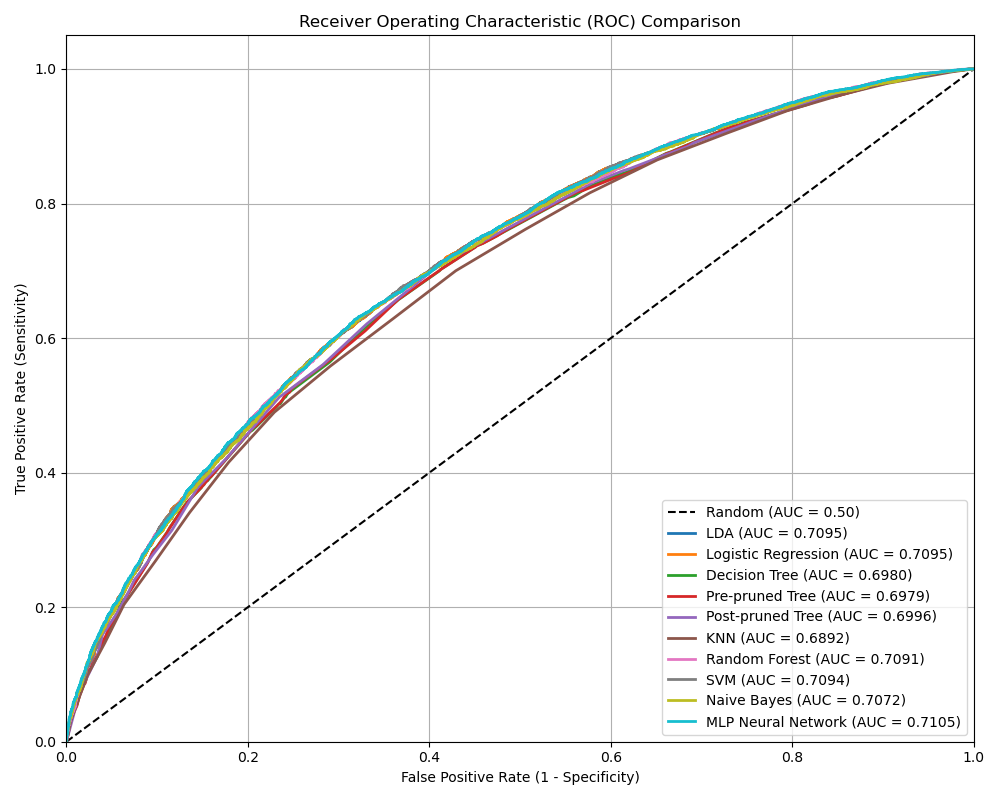 Receiver Operating Characteristic (ROC) Comparison
True Positive Rate (Sensitivity)
1.0
0.8
0.6
0.4
0.2
0.0
Random (AUC = 0.50)
LDA (AUC = 0.7095)
Logistic Regression (AUC = 0.7095)
Decision Tree (AUC = 0.6980)
Pre-pruned Tree (AUC = 0.6979)
Post-pruned Tree (AUC = 0.6996)
KNN (AUC = 0.6892)
Random Forest (AUC = 0.7091)
SVM (AUC = 0.7094)
Naive Bayes (AUC = 0.7072)
MLP Neural Network (AUC = 0.7105)
0.0 0.2 0.4 0.6 0.8 1.0
False Positive Rate (1 - Specificity)